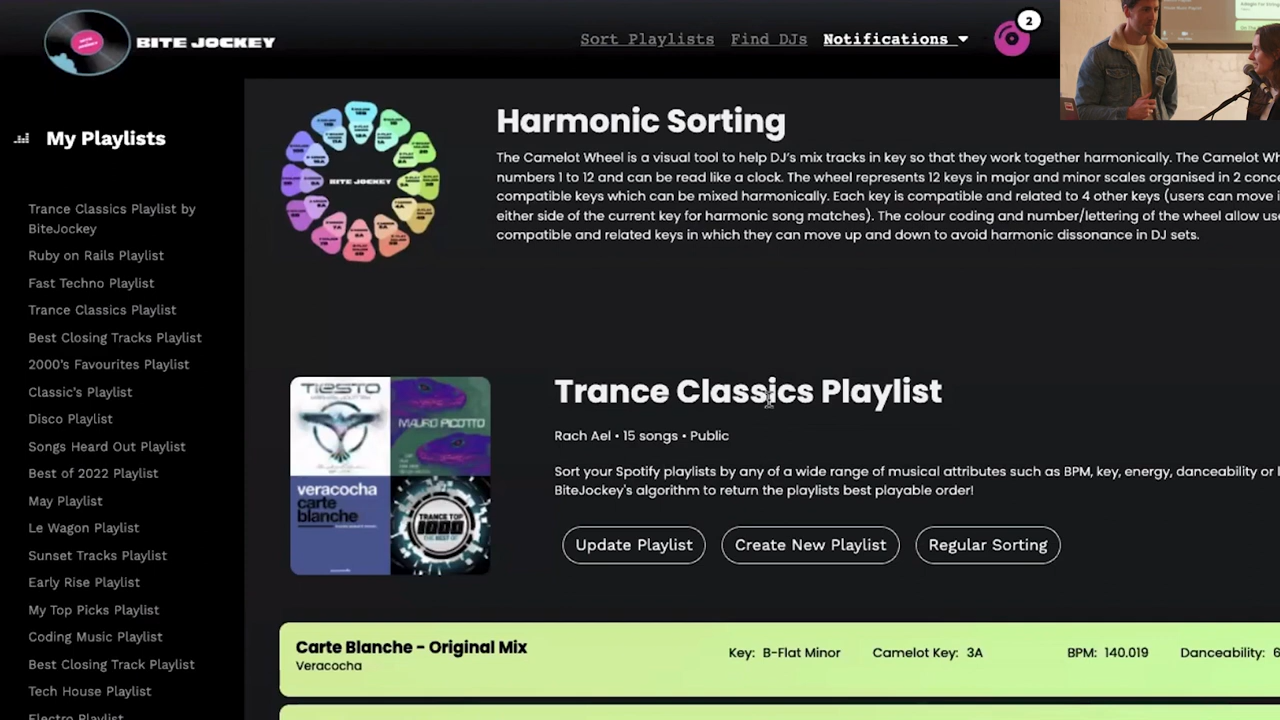 BITE JOCKEY
Sort Playlists
Find DJs
Notifications
2
My Playlists
Trance Classics Playlist by
BiteJockey
Ruby on Rails Playlist
Fast Techno Playlist
Trance Classics Playlist
Best Closing Tracks Playlist
2000's Favourites Playlist
Classic's Playlist
Disco Playlist
Songs Heard Out Playlist
Best of 2022 Playlist
May Playlist
Le Wagon Playlist
Sunset Tracks Playlist
Early Rise Playlist
My Top Picks Playlist
Coding Music Playlist
Best Closing Track Playlist
Tech House Playlist
Electro Playlist
BITE JOCKEY
Harmonic Sorting
The Camelot Wheel is a visual tool to help DJ's mix tracks in key so that they work together harmonically. The Camelot
numbers 1 to 12 and can be read like a clock. The wheel represents 12 keys in major and minor scales organised in 2
compatible keys which can be mixed harmonically. Each key is compatible and related to 4 other keys (users can move
either side of the current key for harmonic song matches). The colour coding and number/lettering of the wheel allow
compatible and related keys in which they can move up and down to avoid harmonic dissonance in DJ sets.
TIESTO
MAURO PICOTTO
veracocha
carte
blanche
TRANCE TOP
1000
THE BEST OF
Trance Classics Playlist
Rach Ael • 15 songs • Public
Sort your Spotify playlists by any of a wide range of musical attributes such as BPM, key, energy, danceability or
BiteJockey's algorithm to return the playlists best playable order!
Update Playlist
Create New Playlist
Regular Sorting
Carte Blanche - Original Mix
Veracocha
Key: B-Flat Minor
Camelot Key: 3A
BPM: 140.019
Danceability: